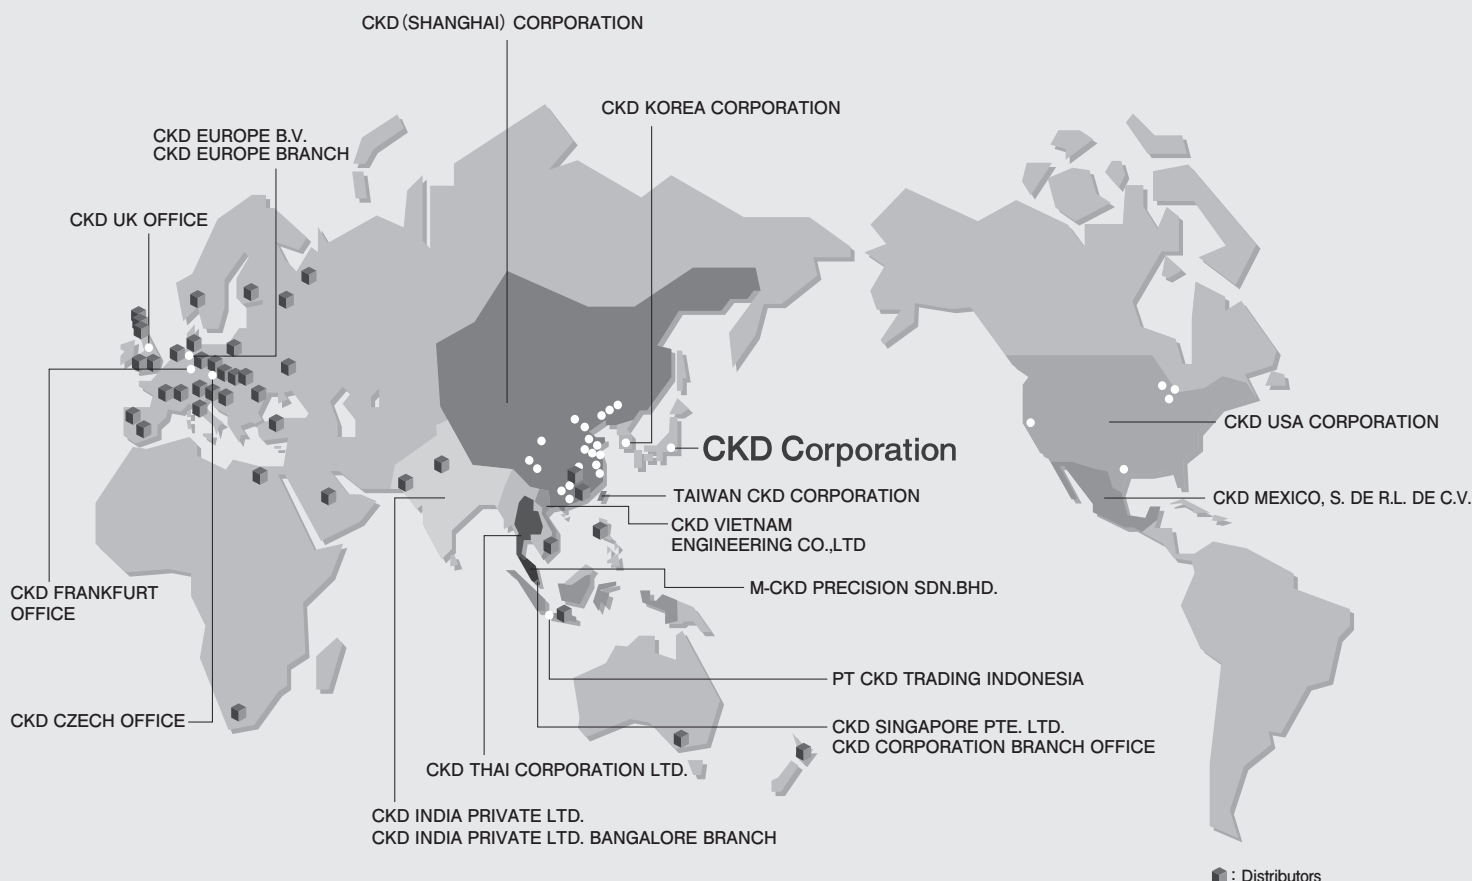 CKD(SHANGHAI) CORPORATION
CKD KOREA CORPORATION
CKD EUROPE B.V.
CKD EUROPE BRANCH
CKD UK OFFICE
CKD USA CORPORATION
CKD Corporation
TAIWAN CKD CORPORATION
CKD MEXICO, S. DE R.L. DE C.V.
CKD VIETNAM
ENGINEERING CO.,LTD
M-CKD PRECISION SDN.BHD.
CKD FRANKFURT
OFFICE
PT CKD TRADING INDONESIA
CKD CZECH OFFICE
CKD SINGAPORE PTE. LTD.
CKD CORPORATION BRANCH OFFICE
CKD THAI CORPORATION LTD.
CKD INDIA PRIVATE LTD.
CKD INDIA PRIVATE LTD. BANGALORE BRANCH
: Distributors